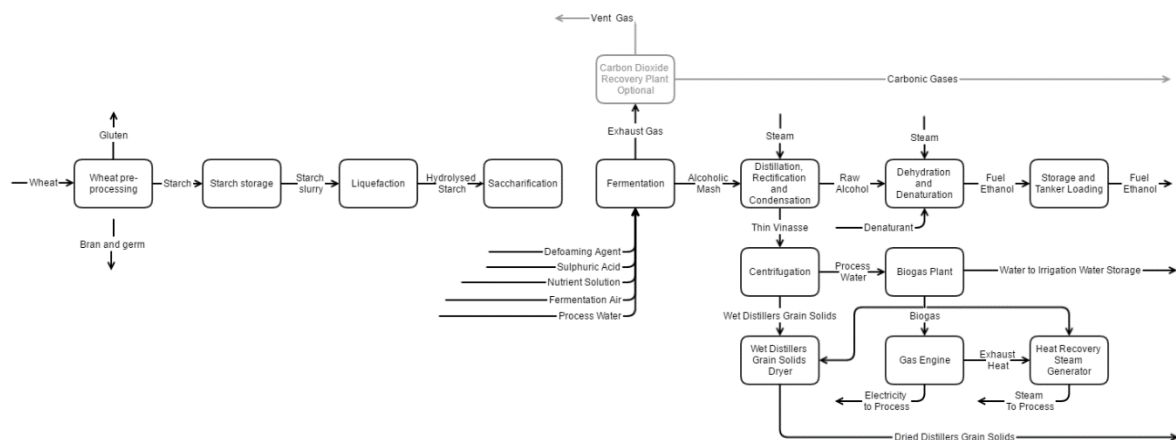 Vent Gas
Carbon Dioxide
Recovery Plant
Optional
Carbonic Gases
Gluten
Exhaust Gas
Steam
Steam
Wheat
Wheat pre-
processing
Starch
Starch storage
Starch
slurry
Liquefaction
Hydrolysed
Starch
Saccharification
Fermentation
Alcoholic
Mash
Distillation,
Rectification
and
Condensation
Raw
Alcohol
Dehydration
and
Denaturation
Fuel
Ethanol
Storage and
Tanker Loading
Fuel
Ethanol
Bran and germ
Thin Vinasse
Denaturant
Defoaming Agent
Sulphuric Acid
Nutrient Solution
Fermentation Air
Process Water
Centrifugation
Process
Water
Biogas Plant
Water to Irrigation Water Storage
Wet Distillers Grain Solids
Biogas
Wet Distillers
Grain Solids
Dryer
Gas Engine
Exhaust
Heat
Heat Recovery
Steam
Generator
Electricity
to Process
Steam
To Process
Dried Distillers Grain Solids